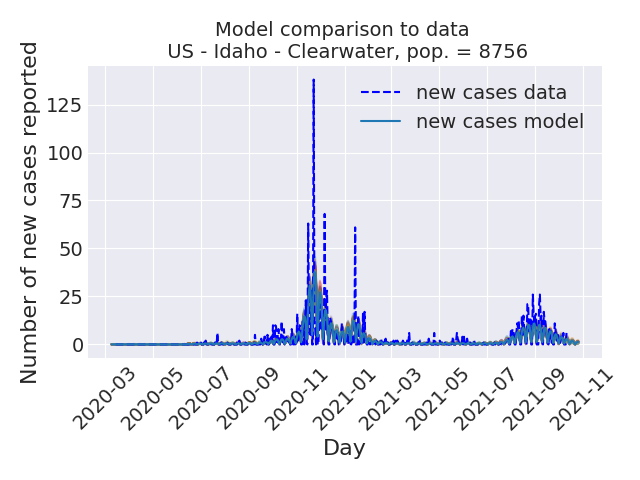 Model comparison to data
US - Idaho - Clearwater, pop. = 8756
Number of new cases reported
125
100
75
50
25
0
new cases data
new cases model
2020-03
2020-05
2020-07
2020-09
2020-11
2021-01
2021-03
2021-05
2021-07
2021-09
2021-11
Day